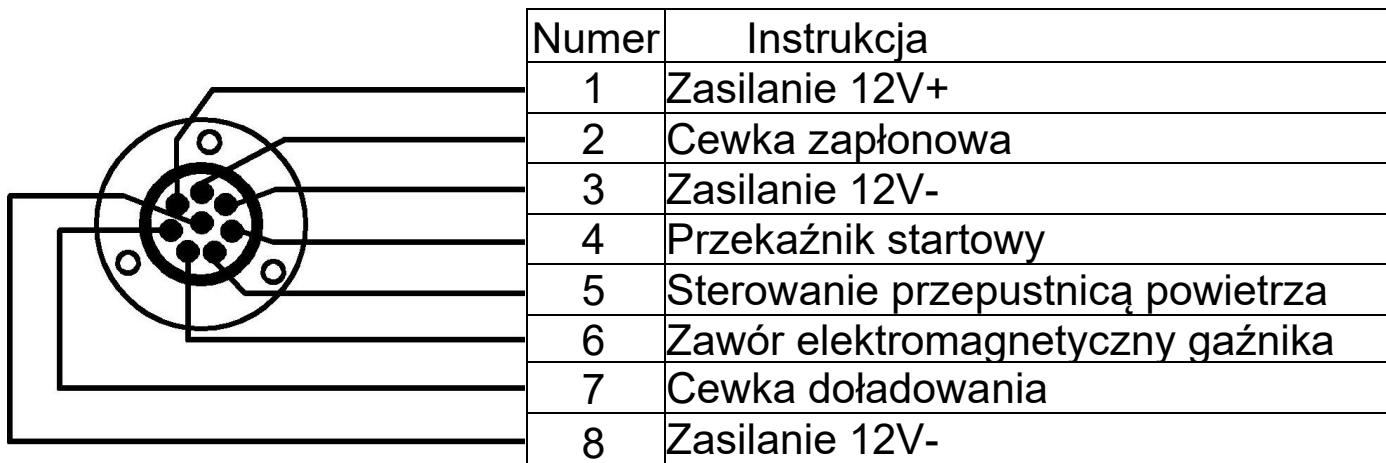 Numer Instrukcja
1 Zasilanie 12V+
2 Cewka zapłonowa
3 Zasilanie 12V-
4 Przekaźnik startowy
5 Sterowanie przepustnicą powietrza
6 Zawór elektromagnetyczny gaźnika
7 Cewka doładowania
8 Zasilanie 12V-